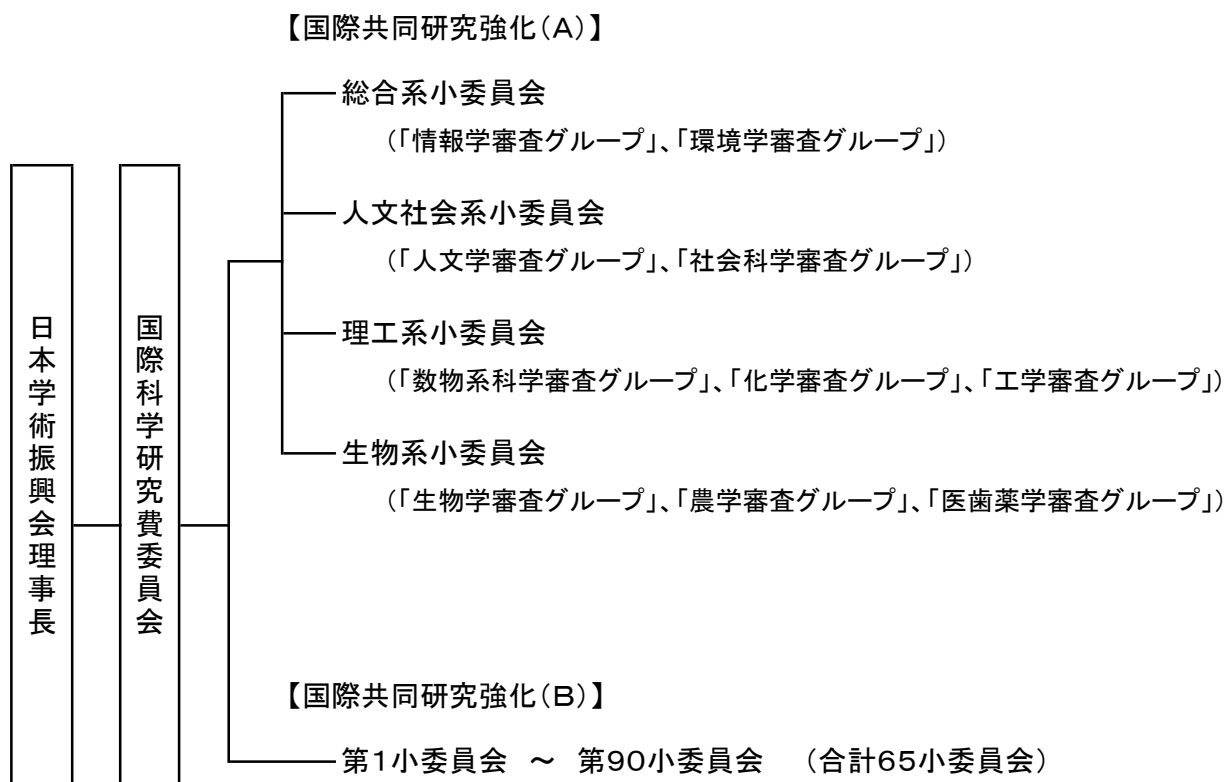 【国際共同研究強化(A)】
総合系小委員会
(「情報学審査グループ」、「環境学審査グループ」)
人文社会系小委員会
(「人文学審査グループ」、「社会科学審査グループ」)
理工系小委員会
(「数物系科学審査グループ」、「化学審査グループ」、「工学審査グループ」)
生物系小委員会
(「生物学審査グループ」、「農学審査グループ」、「医歯薬学審査グループ」)
日本学術振興会理事長
国際科学研究費委員会
【国際共同研究強化(B)】
第1小委員会 ~ 第90小委員会 (合計65小委員会)